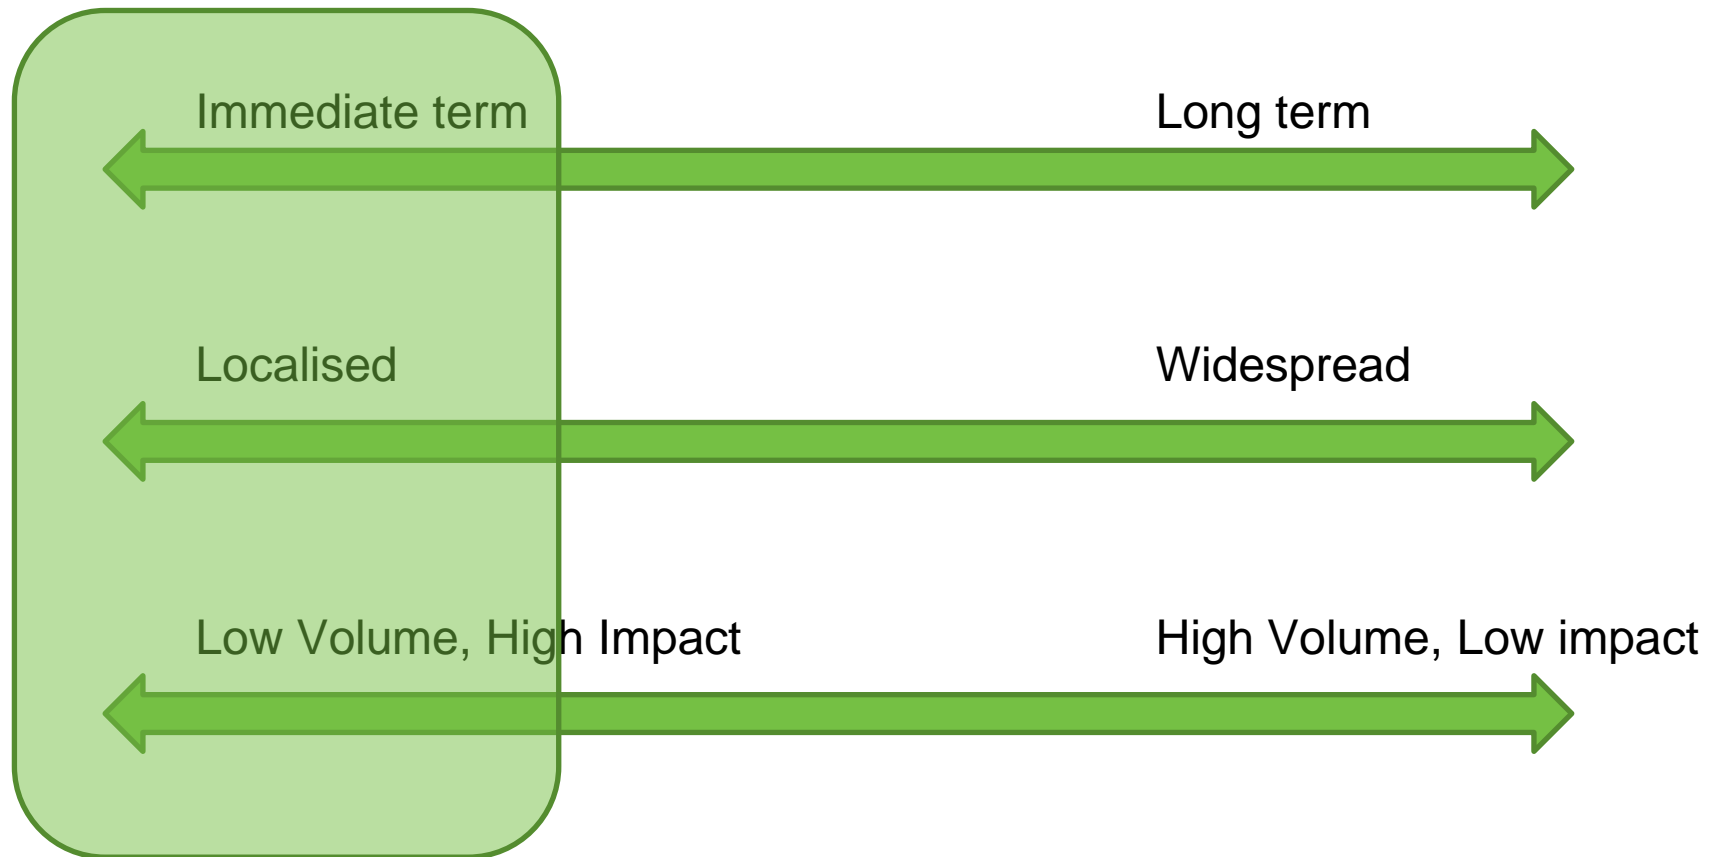 Immediate term
Long term
Localised
Widespread
Low Volume, High Impact
High Volume, Low impact